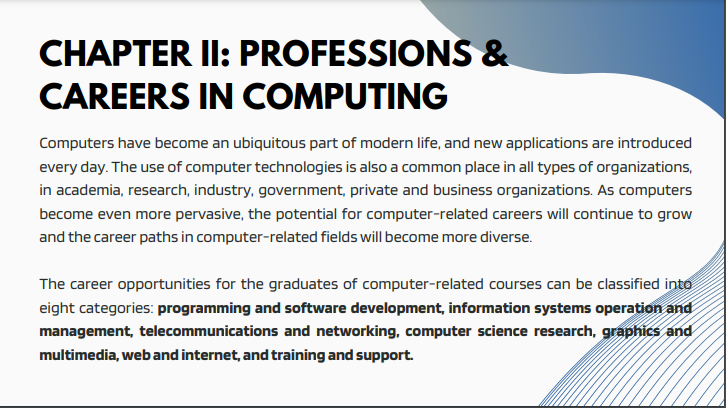 CHAPTER II: PROFESSIONS &
CAREERS IN COMPUTING
Computers have become an ubiquitous part of modern life, and new applications are introduced
every day. The use of computer technologies is also a common place in all types of organizations,
in academia, research, industry, government, private and business organizations. As computers
become even more pervasive, the potential for computer-related careers will continue to grow
and the career paths in computer-related fields will become more diverse.
The career opportunities for the graduates of computer-related courses can be classified into
eight categories: programming and software development, information systems operation and
management, telecommunications and networking, computer science research, graphics and
multimedia, web and internet, and training and support.